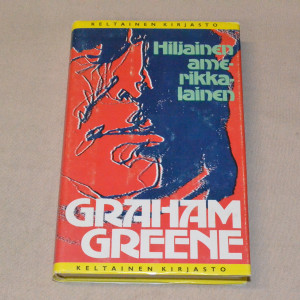 KELTAINEN KIRJASTO
Hiljainen
ame-
rikka-
lainen
GRAHAM
GREENE
KELTAINEN KIRJASTO